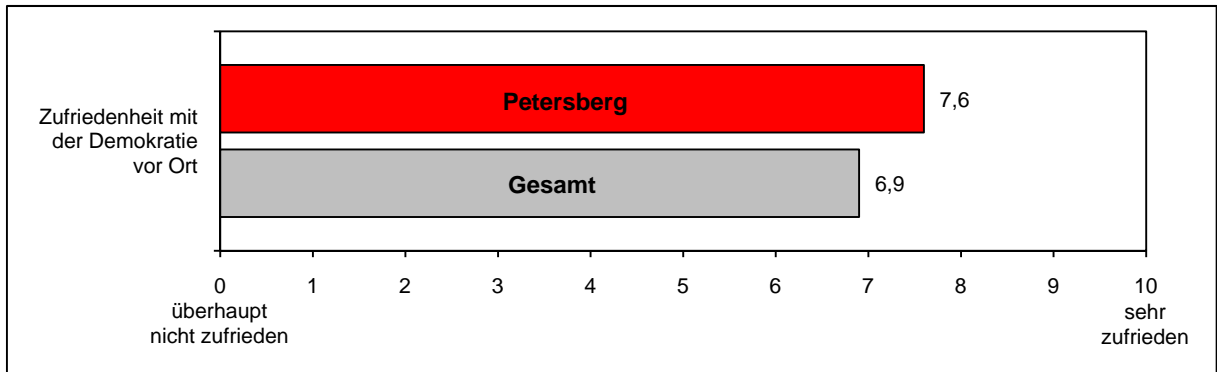 Zufriedenheit mit
der Demokratie
vor Ort
Petersberg
7,6
Gesamt
6,9
0 1 2 3 4 5 6 7 8 9 10
überhaupt
nicht zufrieden
sehr
zufrieden